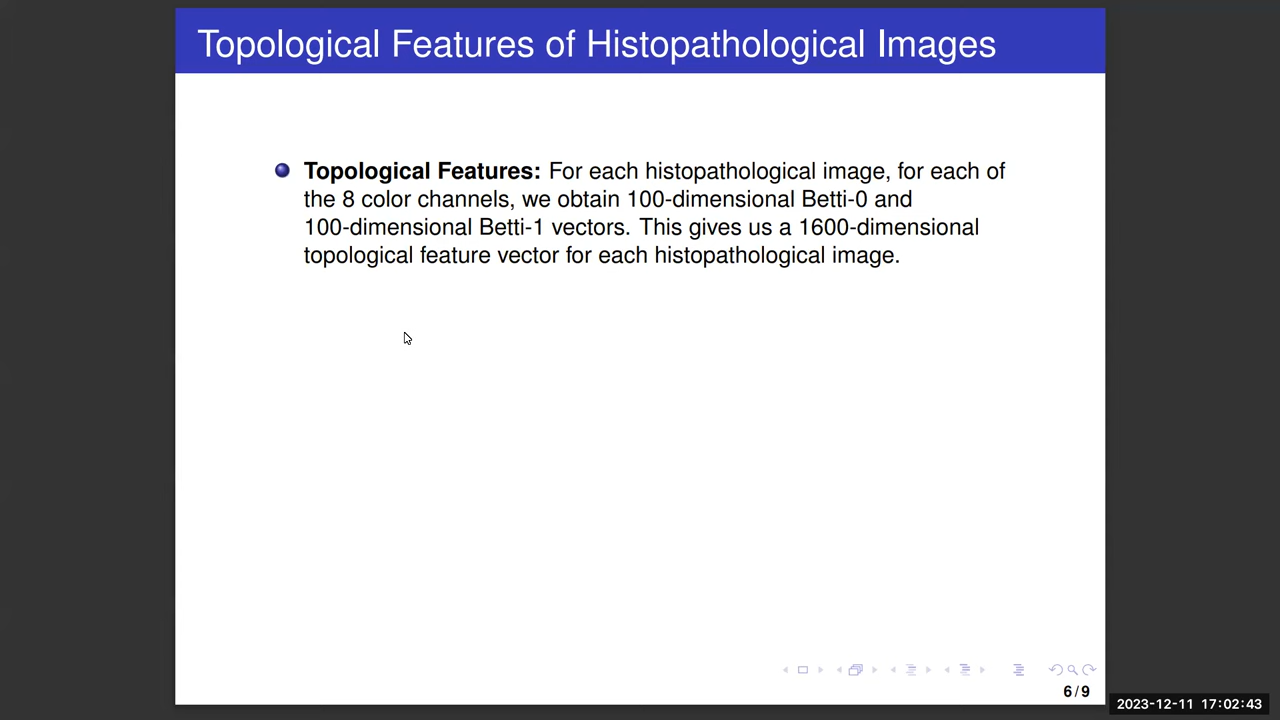 Topological Features of Histopathological Images
Topological Features: For each histopathological image, for each of
the 8 color channels, we obtain 100-dimensional Betti-0 and
100-dimensional Betti-1 vectors. This gives us a 1600-dimensional
topological feature vector for each histopathological image.
6/9
2023-12-11 17:02:43